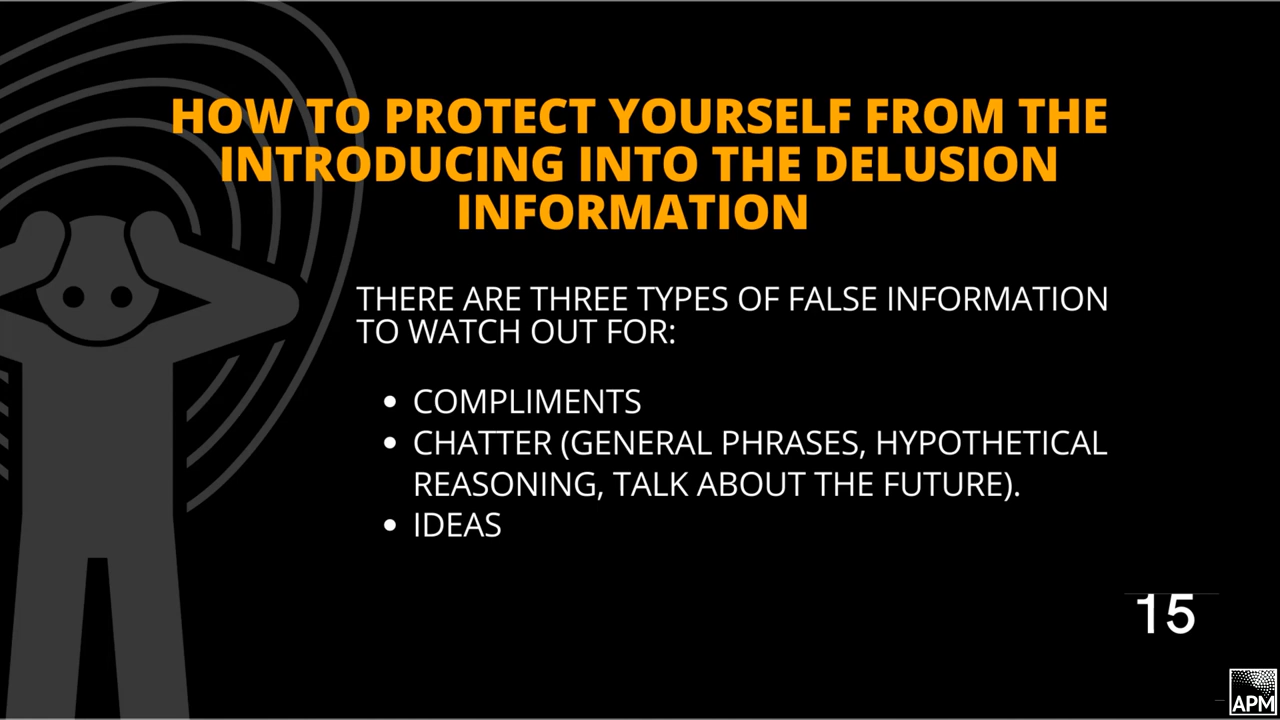 HOW TO PROTECT YOURSELF FROM THE
INTRODUCING INTO THE DELUSION
INFORMATION
THERE ARE THREE TYPES OF FALSE INFORMATION
TO WATCH OUT FOR:
• COMPLIMENTS
• CHATTER (GENERAL PHRASES, HYPOTHETICAL
REASONING, TALK ABOUT THE FUTURE).
• IDEAS
15
APM